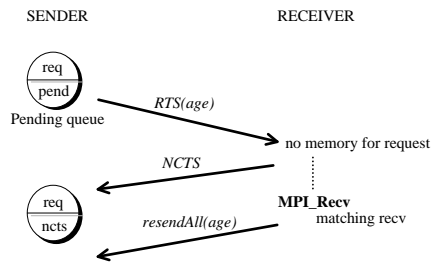 SENDER RECEIVER
req
pend
Pending queue
RTS(age)
no memory for request
NCTS
req
ncts
MPI_Recv
matching recv
resendAll(age)